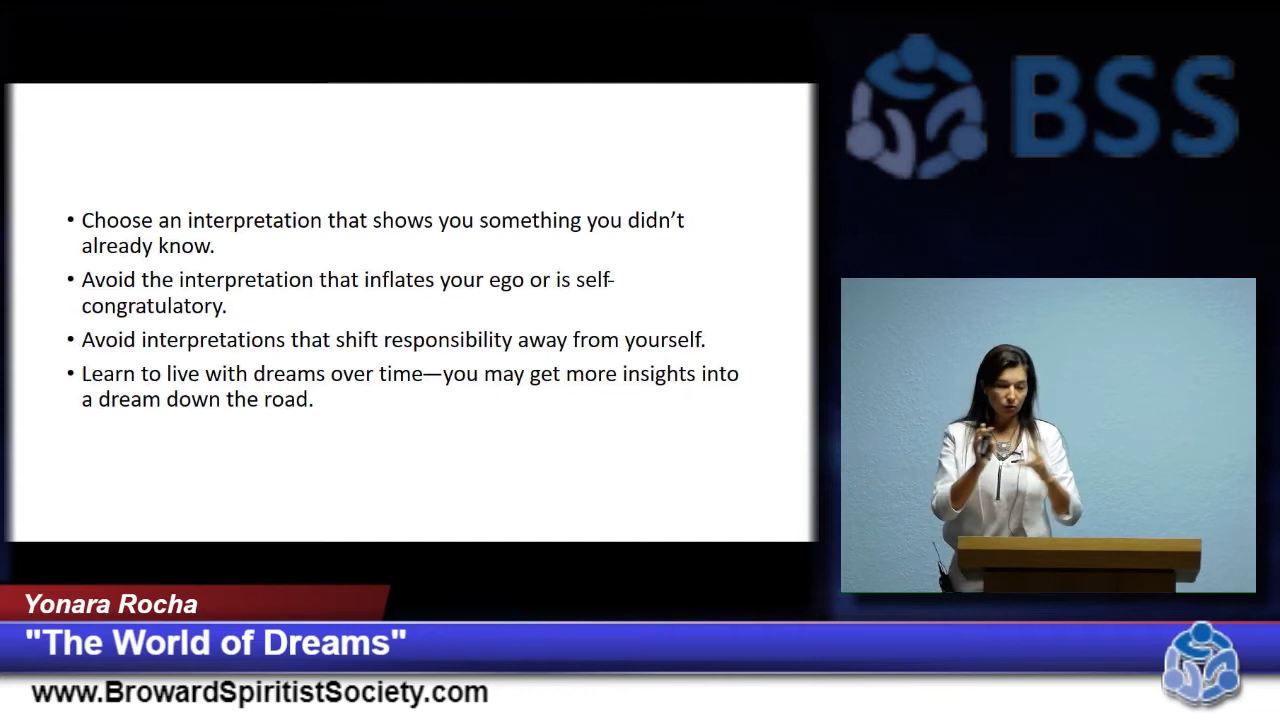 BSS
• Choose an interpretation that shows you something you didn’t
already know.
• Avoid the interpretation that inflates your ego or is self-
congratulatory.
• Avoid interpretations that shift responsibility away from yourself.
• Learn to live with dreams over time—you may get more insights into
a dream down the road.
Yonara Rocha
"The World of Dreams"
www.BrowardSpiritistSociety.com